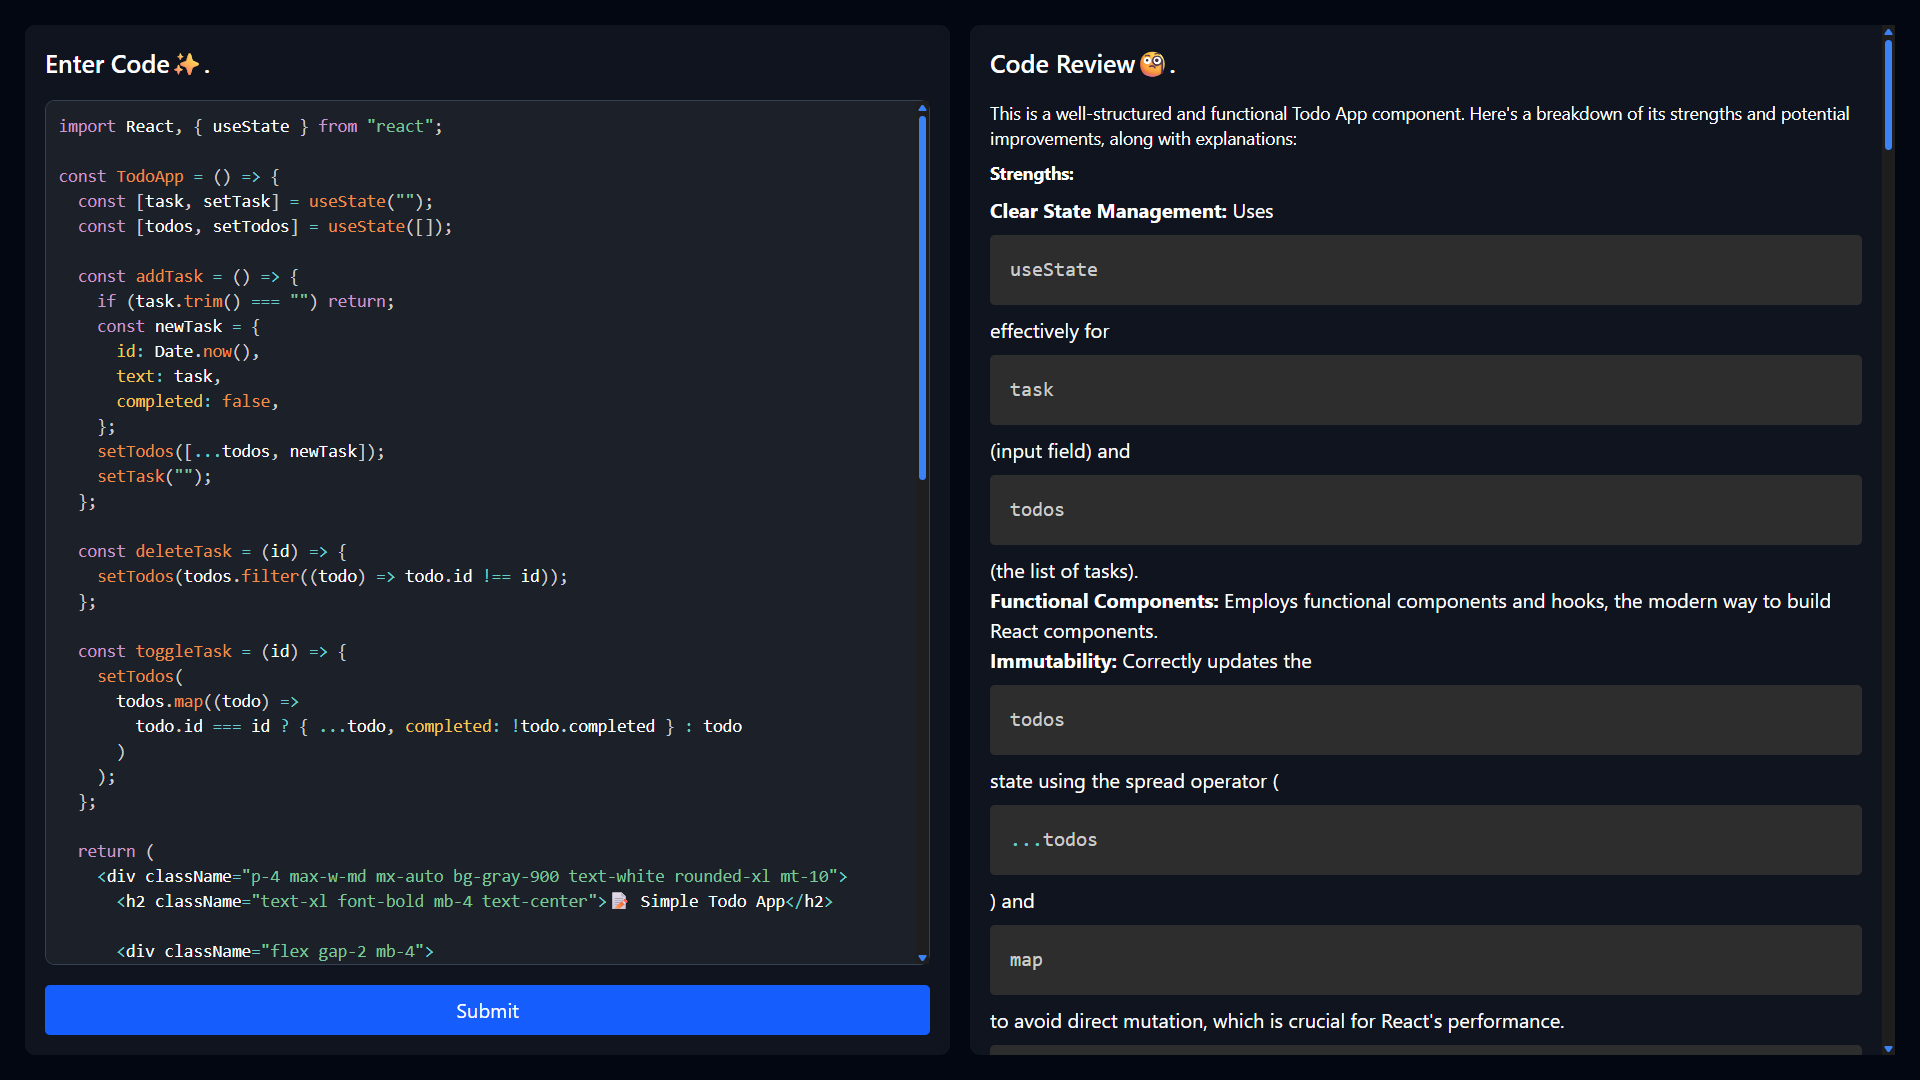 Enter Code✨.
import React, { useState } from "react";
const TodoApp = () => {
const [task, setTask] = useState("");
const [todos, setTodos] = useState([]);
const addTask = () => {
if (task.trim() === "") return;
const newTask = {
id: Date.now(),
text: task,
completed: false,
};
setTodos([...todos, newTask]);
setTask("");
};
const deleteTask = (id) => {
setTodos(todos.filter((todo) => todo.id !== id));
};
const toggleTask = (id) => {
setTodos(
todos.map((todo) =>
todo.id === id ? { ...todo, completed: !todo.completed } : todo
)
);
};
return (
<div className="p-4 max-w-md mx-auto bg-gray-900 text-white rounded-xl mt-10">
<h2 className="text-xl font-bold mb-4 text-center">📝 Simple Todo App</h2>
<div className="flex gap-2 mb-4">
Submit
Code Review🧐.
This is a well-structured and functional Todo App component. Here's a breakdown of its strengths and potential
improvements, along with explanations:
Strengths:
Clear State Management: Uses
useState
effectively for
task
(input field) and
todos
(the list of tasks).
Functional Components: Employs functional components and hooks, the modern way to build
React components.
Immutability: Correctly updates the
todos
state using the spread operator (
...todos
) and
map
to avoid direct mutation, which is crucial for React's performance.